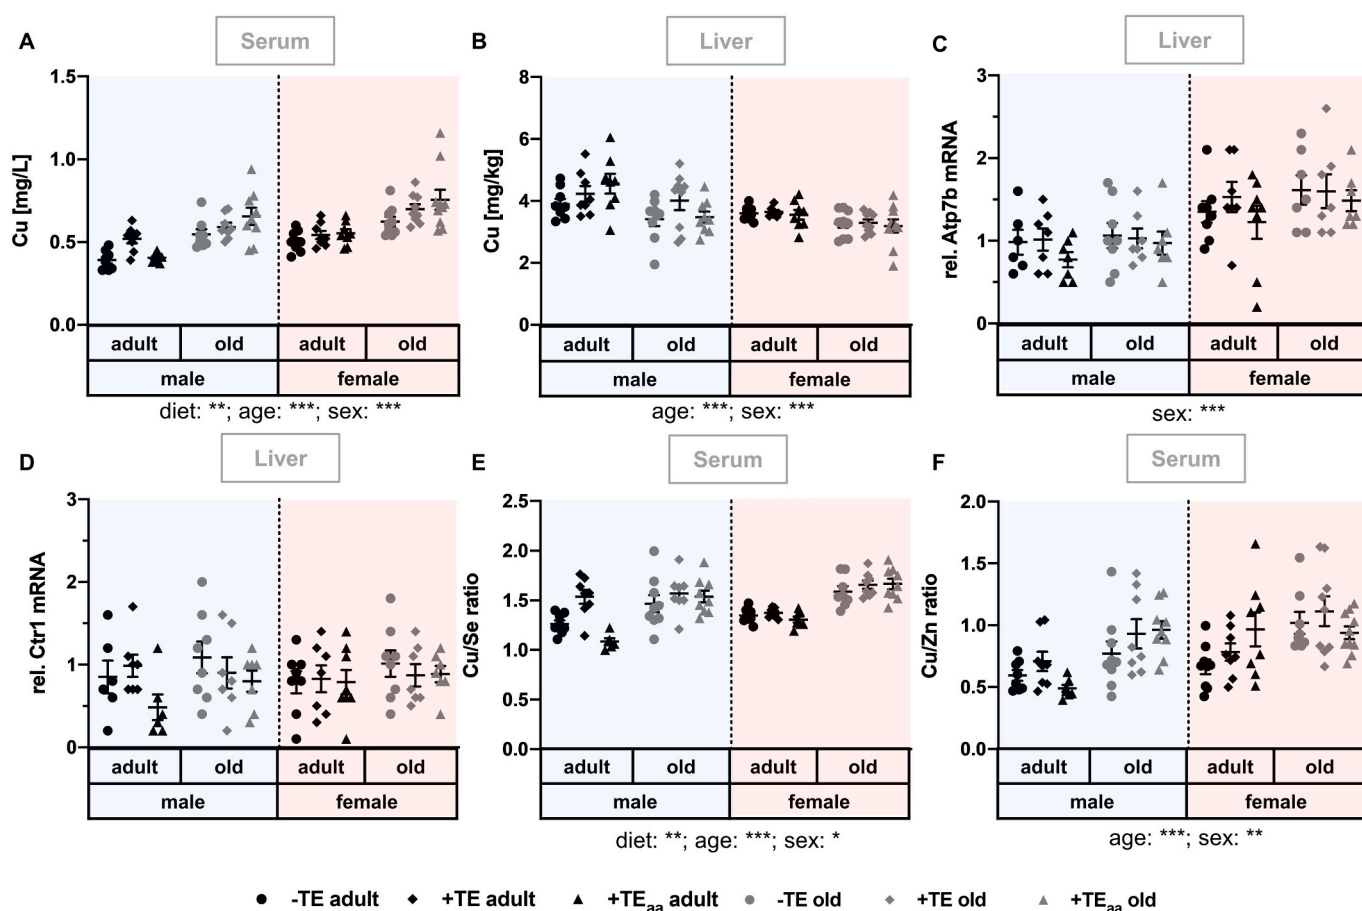 A
Serum
Cu [mg/L]
1.5
1.0
0.5
0.0
adult old adult old
male female
diet: **; age: ***; sex: ***
B
Liver
Cu [mg/kg]
8
6
4
2
0
adult old adult old
male female
age: ***; sex: ***
C
Liver
rel. Atp7b mRNA
3
2
1
0
adult old adult old
male female
sex: ***
D
Liver
rel. Ctr1 mRNA
3
2
1
0
adult old adult old
male female
E
Serum
Cu/Se ratio
2.5
2.0
1.5
1.0
0.5
0.0
adult old adult old
male female
diet: **; age: ***; sex: *
F
Serum
Cu/Zn ratio
2.0
1.5
1.0
0.5
0.0
adult old adult old
male female
age: ***; sex: **
-TE adult +TE adult +TEaa adult -TE old +TE old +TEaa old